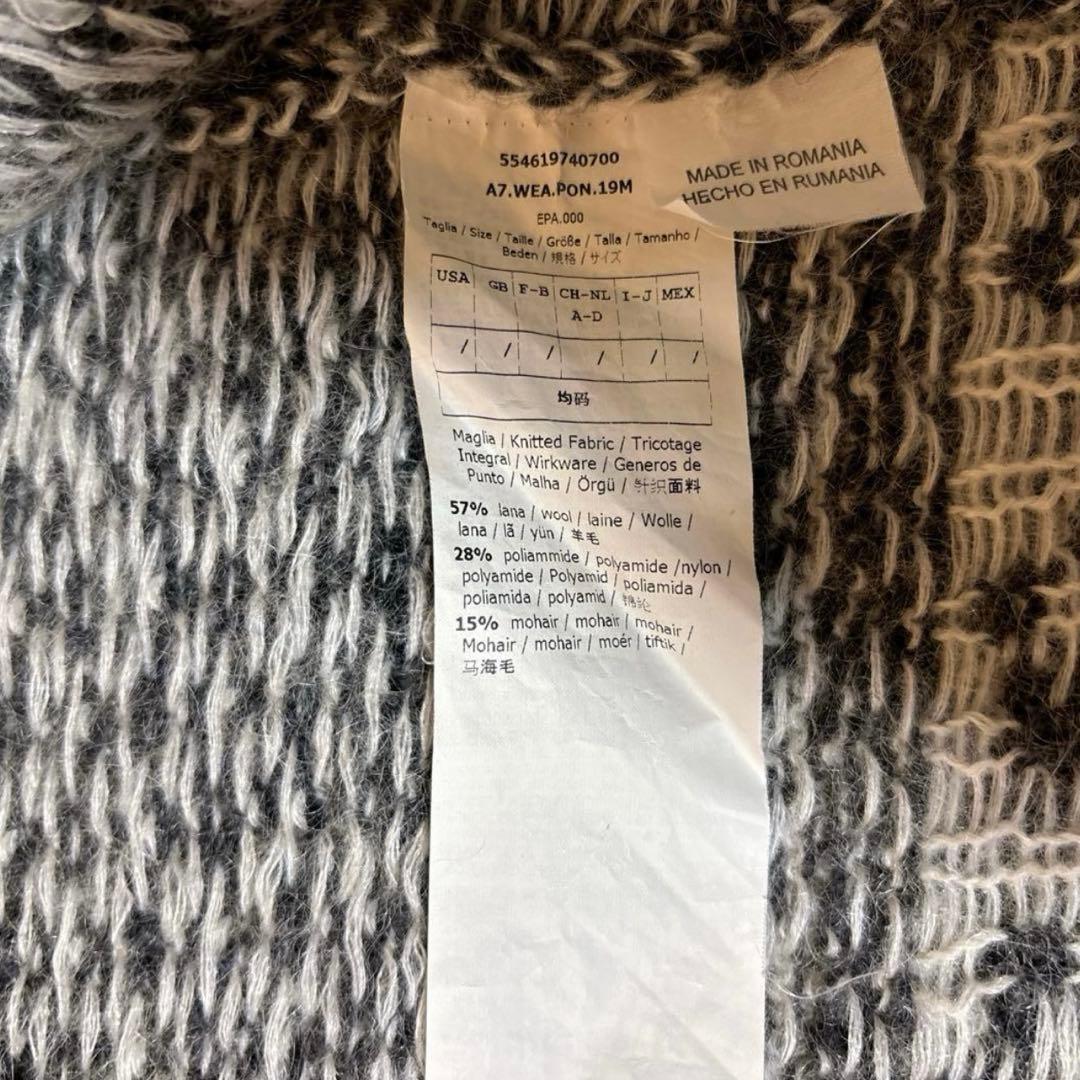 554619740700
A7.WEA.PON.19M
EPA.000
Taglia / Size / Taille / Größe / Talla / Tamanho /
Beden / 規格 / サイズ
USA GB F-B CH-NL I-J MEX
A-D
/ / / / / /
均码
Maglia / Knitted Fabric / Tricotage
Integral / Wirkware / Generos de
Punto / Malha / Örgü / 针织面料
57% lana / wool / laine / Wolle /
lana / lã / yün / 羊毛
28% poliammide / polyamide /nylon /
polyamide / Polyamid / poliamida /
poliamida / polyamid / 锦纶
15% mohair / mohair / mohair /
Mohair / mohair / moér / tiftik /
马海毛
MADE IN ROMANIA
HECHO EN RUMANIA